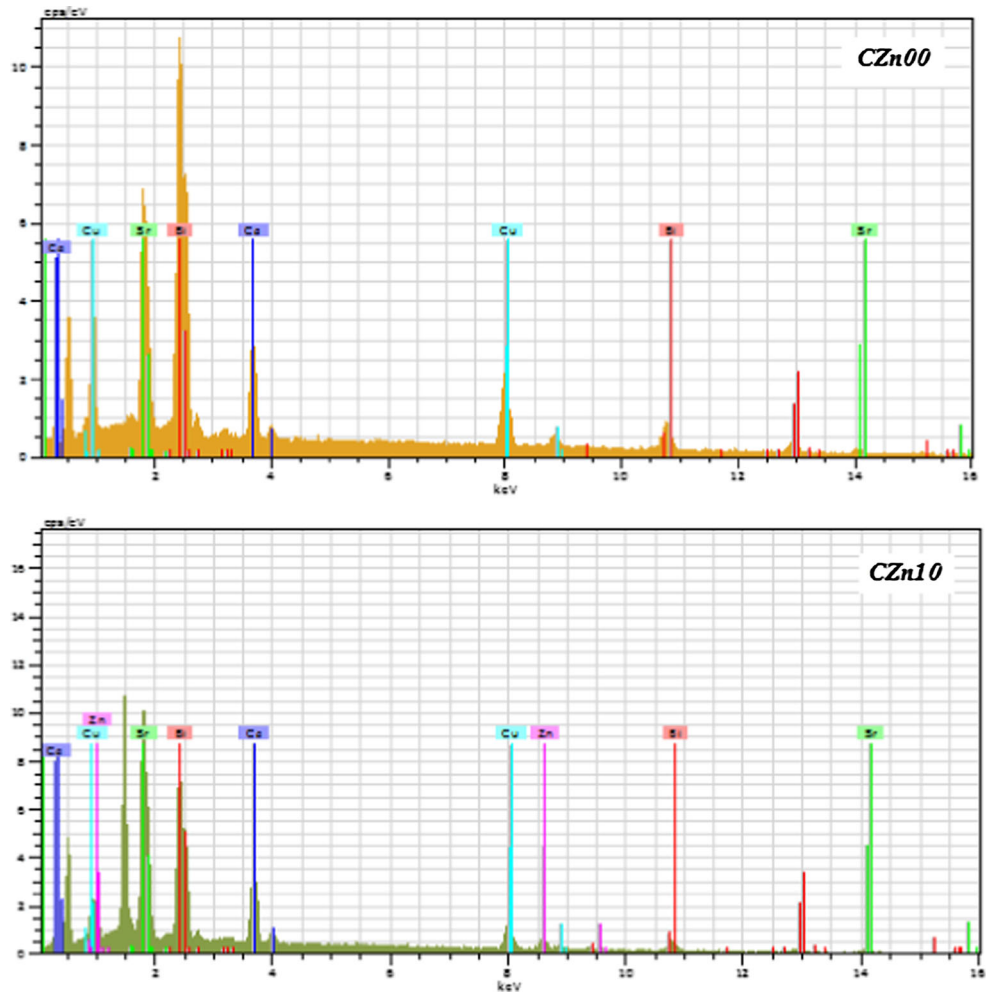 cps/eV
CZn00
10
8
6
4
2
0
Ca Cu Sr Bi Ca Cu Bi Sr
2 4 6 8 10 12 14 16
keV
cps/eV
CZn10
16
14
12
10
8
6
4
2
0
Zn
Cu Sr Bi Ca Cu Zn Bi Sr
Ca
2 4 6 8 10 12 14 16
keV